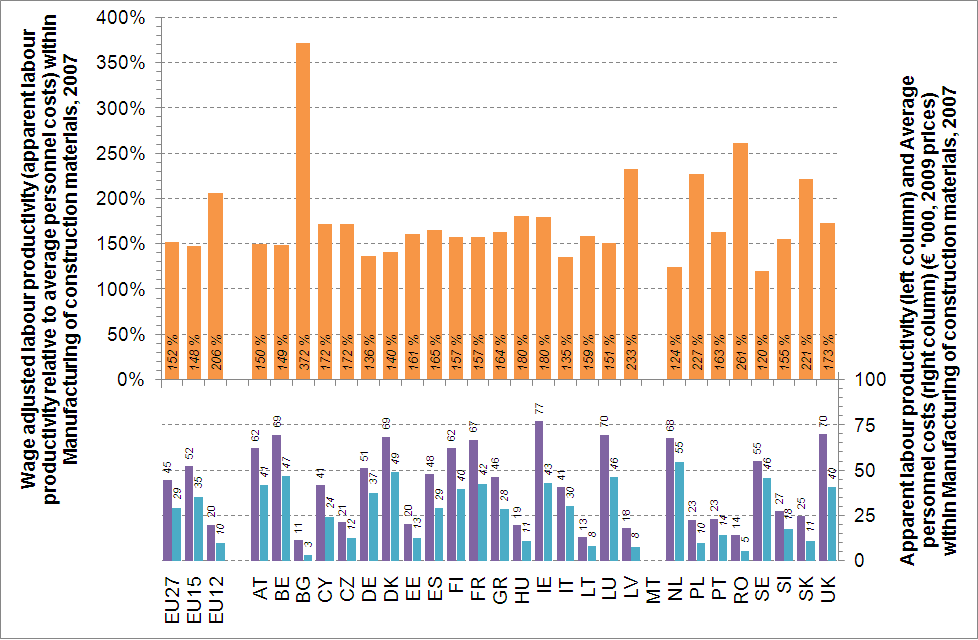 Wage adjusted labour productivity (apparent labour
productivity relative to average personnel costs) within
Manufacturing of construction materials, 2007
400%
350%
300%
250%
200%
150%
100%
50%
0%
152 % 148 % 206 % 150 % 149 % 372 % 172 % 172 % 136 % 140 % 161 % 165 % 157 % 157 % 164 % 180 % 180 % 135 % 159 % 151 % 233 % 124 % 227 % 163 % 261 % 120 % 155 % 221 % 173 %
Apparent labour productivity (left column) and Average
personnel costs (right column) (€ '000, 2009 prices)
within Manufacturing of construction materials, 2007
100
75
50
25
0
45 29 52 35 20 10 62 41 69 47 11 3 41 24 21 12 51 37 69 49 20 13 48 29 62 40 67 42 46 28 19 11 77 43 41 30 13 8 70 46 18 8 68 55 23 10 23 14 14 5 55 46 27 18 25 11 70 40
EU27 EU15 EU12 AT BE BG CY CZ DE DK EE ES FI FR GR HU IE IT LT LU LV MT NL PL PT RO SE SI SK UK